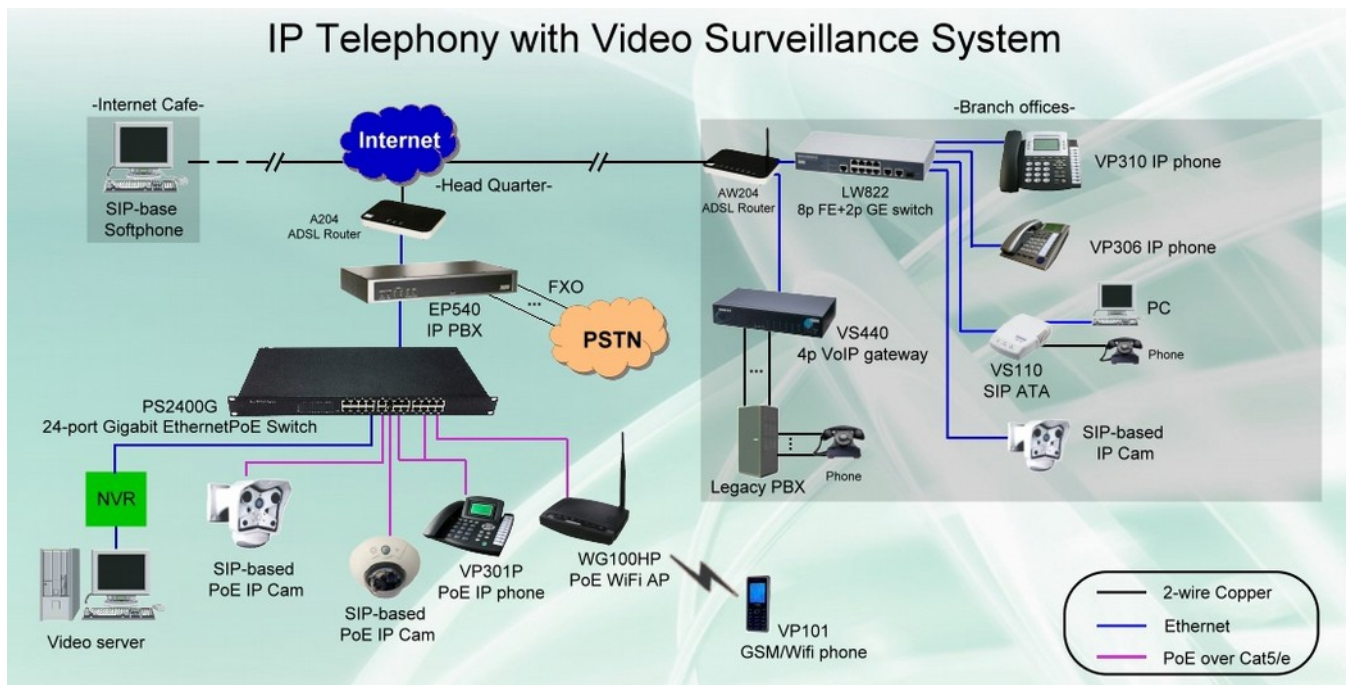 IP Telephony with Video Surveillance System
-Internet Cafe-
SIP-base
Softphone
Internet
-Head Quarter-
A204
ADSL Router
EP540
IP PBX
FXO
...
PSTN
PS2400G
24-port Gigabit EthernetPoE Switch
NVR
Video server
SIP-based
PoE IP Cam
SIP-based
PoE IP Cam
VP301P
PoE IP phone
WG100HP
PoE WiFi AP
VP101
GSM/Wifi phone
-Branch offices-
AW204
ADSL Router
LW822
8p FE+2p GE switch
VP310 IP phone
VP306 IP phone
PC
Phone
VS110
SIP ATA
SIP-based
IP Cam
VS440
4p VoIP gateway
...
Legacy PBX
Phone
2-wire Copper
Ethernet
PoE over Cat5/e